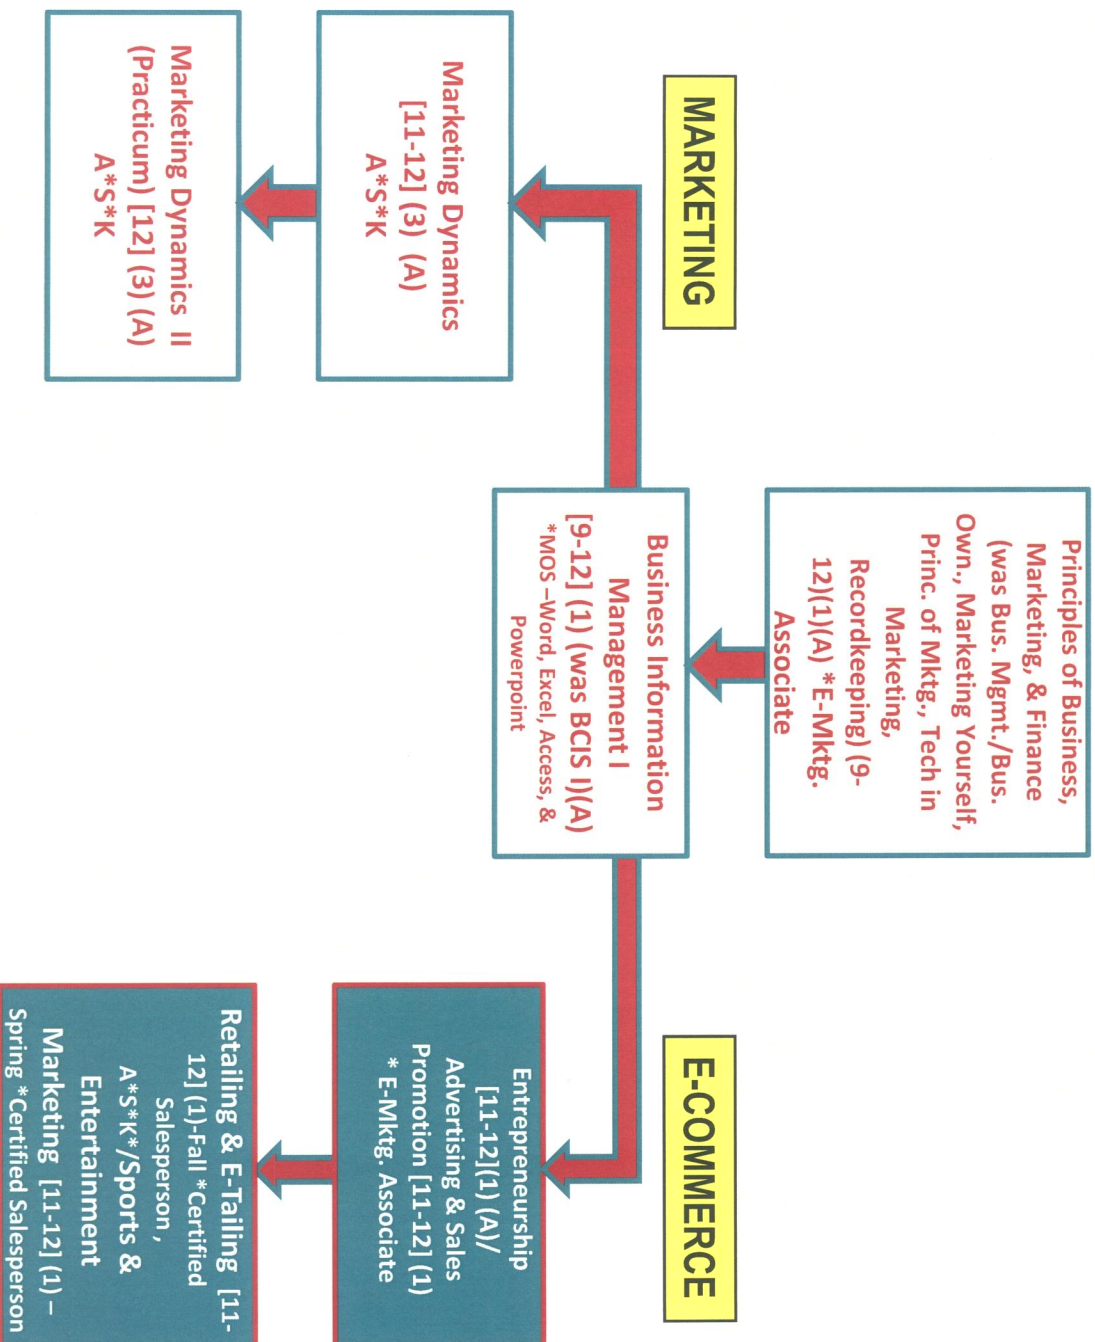 Principles of Business,
Marketing, & Finance
(was Bus. Mgmt./Bus.
Own., Marketing Yourself,
Princ. of Mktg., Tech in
Marketing,
Recordkeeping) (9-
12)(1)(A) *E-Mktg.
Associate
MARKETING
E-COMMERCE
Business Information
Management I
[9-12] (1) (was BCIS I)(A)
*MOS –Word, Excel, Access, &
Powerpoint
Marketing Dynamics
[11-12] (3) (A)
A*S*K
Marketing Dynamics II
(Practicum) [12] (3) (A)
A*S*K
Entrepreneurship
[11-12](1) (A)/
Advertising & Sales
Promotion [11-12] (1)
* E-Mktg. Associate
Retailing & E-Tailing [11-
12] (1)-Fall *Certified
Salesperson ,
A*S*K*/Sports &
Entertainment
Marketing [11-12] (1) –
Spring *Certified Salesperson